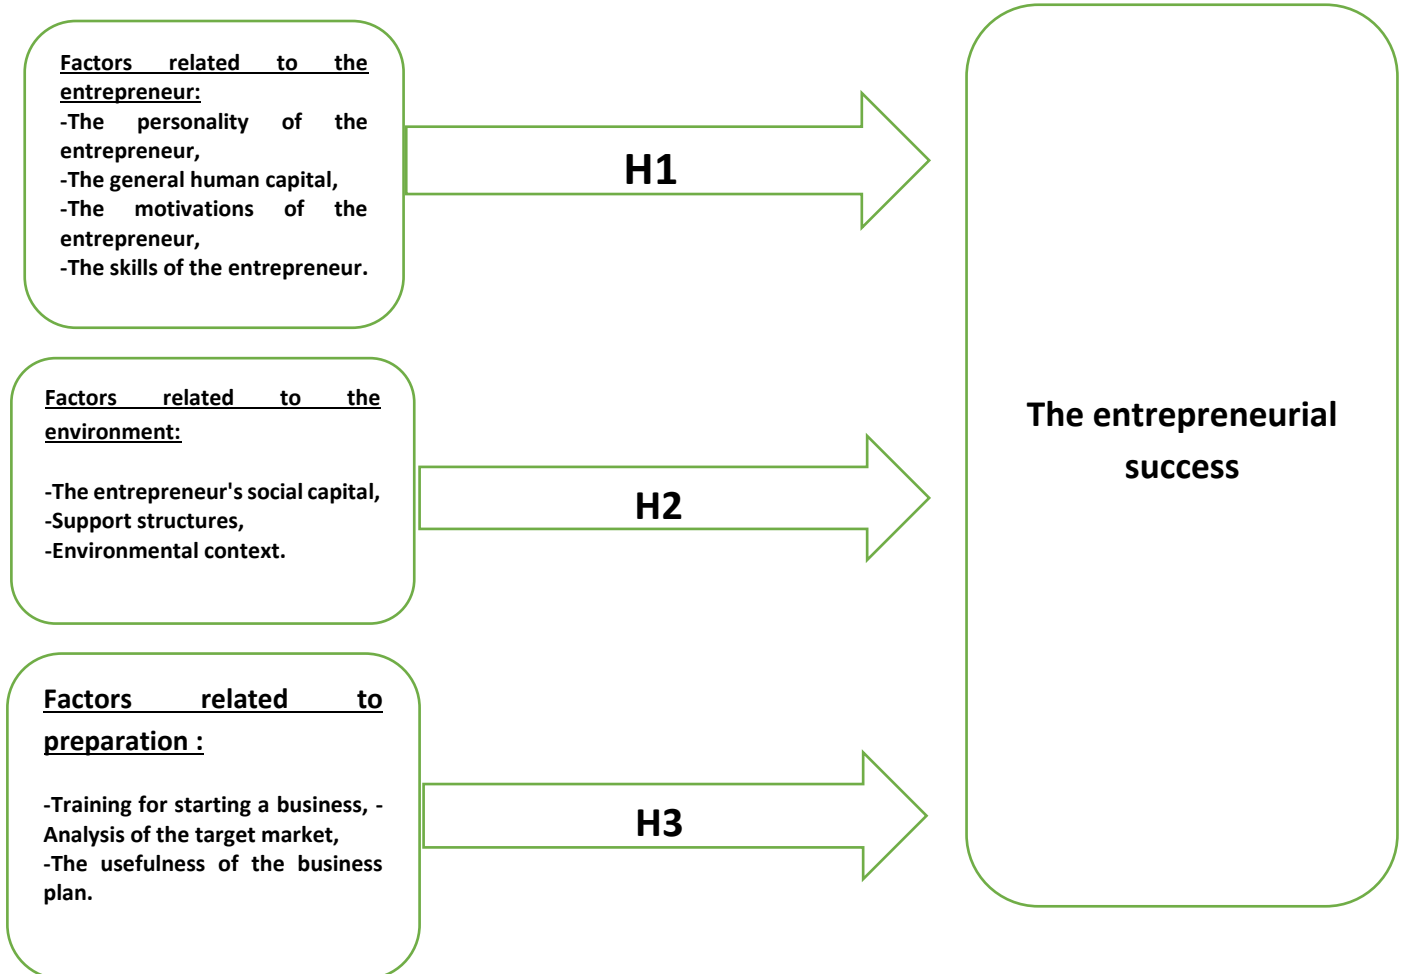 Factors related to the
entrepreneur:
-The personality of the
entrepreneur,
-The general human capital,
-The motivations of the
entrepreneur,
-The skills of the entrepreneur.
H1
Factors related to the
environment:
-The entrepreneur's social capital,
-Support structures,
-Environmental context.
H2
Factors related to
preparation :
-Training for starting a business, -
Analysis of the target market,
-The usefulness of the business
plan.
H3
The entrepreneurial
success